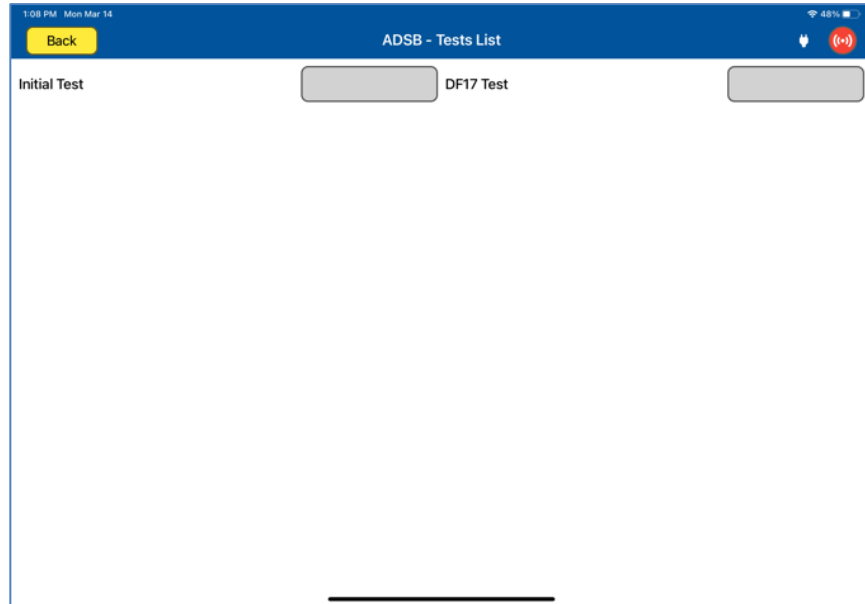 1:08 PM Mon Mar 14 48%
Back ADSB - Tests List
Initial Test DF17 Test